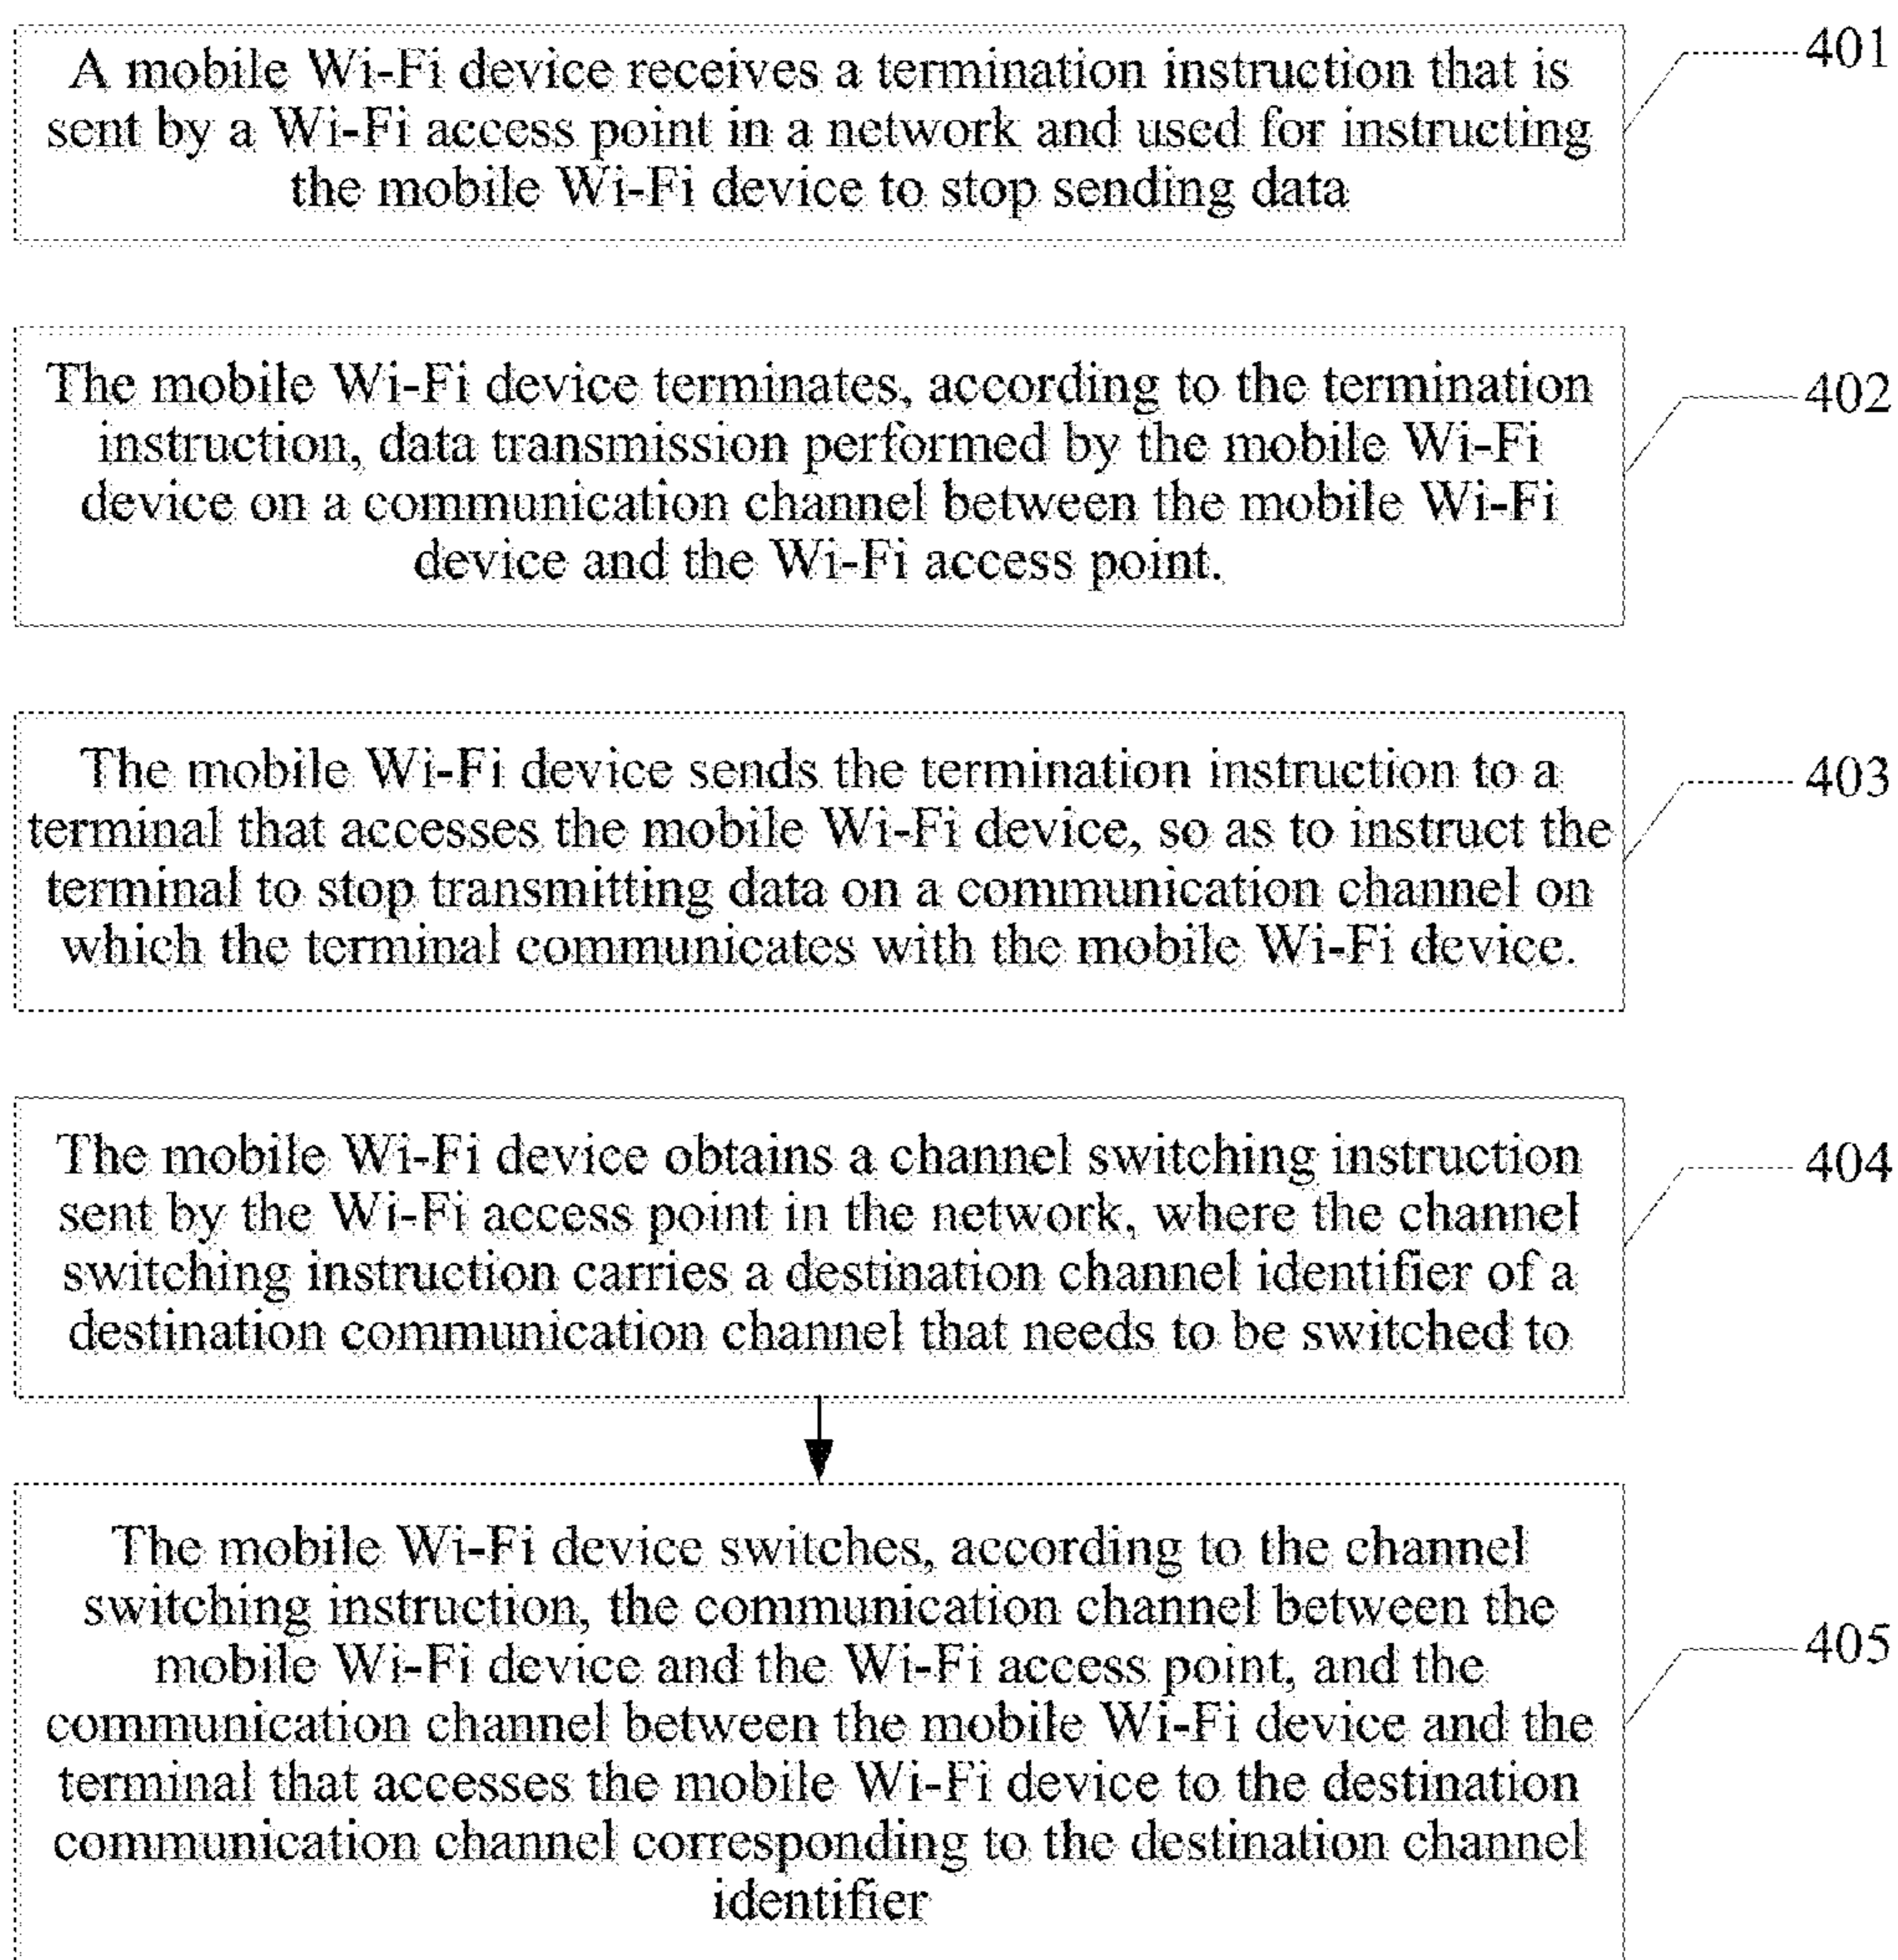 A mobile Wi-Fi device receives a termination instruction that is
sent by a Wi-Fi access point in a network and used for instructing
the mobile Wi-Fi device to stop sending data
401
The mobile Wi-Fi device terminates, according to the termination
instruction, data transmission performed by the mobile Wi-Fi
device on a communication channel between the mobile Wi-Fi
device and the Wi-Fi access point.
402
The mobile Wi-Fi device sends the termination instruction to a
terminal that accesses the mobile Wi-Fi device, so as to instruct the
terminal to stop transmitting data on a communication channel on
which the terminal communicates with the mobile Wi-Fi device.
403
The mobile Wi-Fi device obtains a channel switching instruction
sent by the Wi-Fi access point in the network, where the channel
switching instruction carries a destination channel identifier of a
destination communication channel that needs to be switched to
404
The mobile Wi-Fi device switches, according to the channel
switching instruction, the communication channel between the
mobile Wi-Fi device and the Wi-Fi access point, and the
communication channel between the mobile Wi-Fi device and the
terminal that accesses the mobile Wi-Fi device to the destination
communication channel corresponding to the destination channel
identifier
405